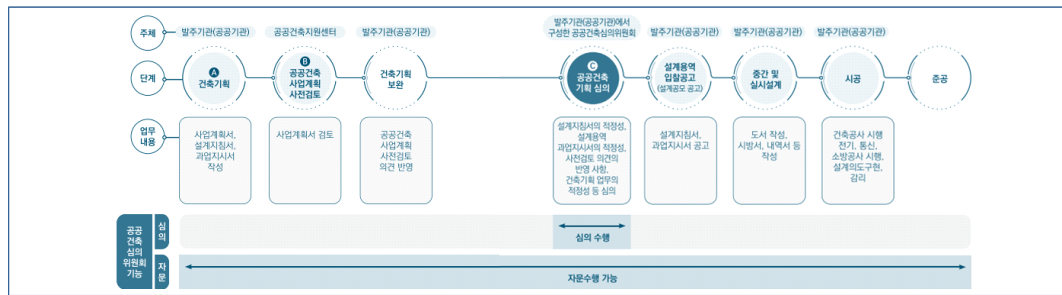 주체
발주기관(공공기관)
공공건축지원센터
발주기관(공공기관)
발주기관(공공기관)에서
구성한 공공건축심의위원회
발주기관(공공기관)
발주기관(공공기관)
발주기관(공공기관)
단계
A
건축기획
B
공공건축
사업계획
사전검토
건축기획
보완
C
공공건축
기획 심의
설계용역
입찰공고
(설계공모 공고)
중간 및
실시설계
시공
준공
업무
내용
사업계획서,
설계지침서,
과업지시서
작성
사업계획서 검토
공공건축
사업계획
사전검토
의견 반영
설계지침서의 적정성,
설계용역
과업지시서의 적정성,
사전검토 의견의
반영 사항,
건축기획 업무의
적정성 등 심의
설계지침서,
과업지시서 공고
도서 작성,
시방서, 내역서 등
작성
건축공사 시행
전기, 통신,
소방공사 시행,
설계의도구현,
감리
공공
건축
심의
위원회
기능
심의
심의 수행
자문
자문수행 가능